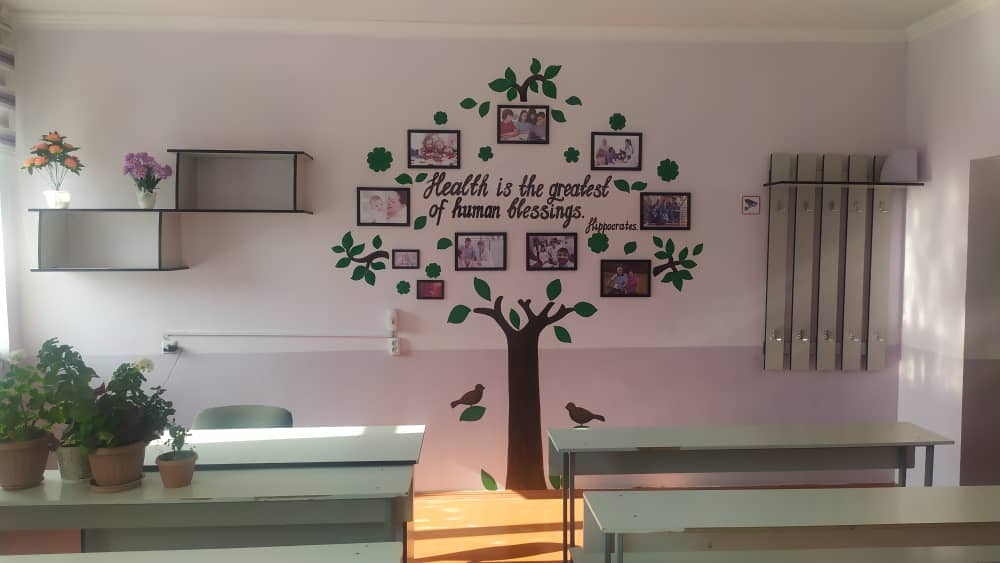 Health is the greatest
of human blessings.
Hippocrates.